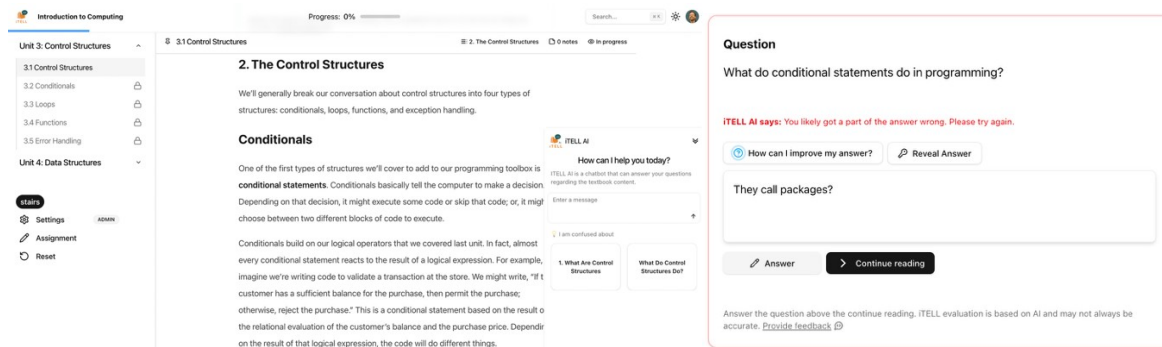 iTELL
Introduction to Computing
Progress: 0%
Search...
Unit 3: Control Structures
3.1 Control Structures
3.2 Conditionals
3.3 Loops
3.4 Functions
3.5 Error Handling
Unit 4: Data Structures
stairs
Settings ADMIN
Assignment
Reset
3.1 Control Structures
2. The Control Structures
0 notes
In progress
2. The Control Structures
We'll generally break our conversation about control structures into four types of
structures: conditionals, loops, functions, and exception handling.
Conditionals
One of the first types of structures we'll cover to add to our programming toolbox is
conditional statements. Conditionals basically tell the computer to make a decision.
Depending on that decision, it might execute some code or skip that code; or, it migh
choose between two different blocks of code to execute.
Conditionals build on our logical operators that we covered last unit. In fact, almost
every conditional statement reacts to the result of a logical expression. For example,
imagine we're writing code to validate a transaction at the store. We might write, "If t
customer has a sufficient balance for the purchase, then permit the purchase;
otherwise, reject the purchase." This is a conditional statement based on the result o
the relational evaluation of the customer's balance and the purchase price. Dependin
on the result of that logical expression, the code will do different things.
iTELL AI
How can I help you today?
ITELL AI is a chatbot that can answer your questions
regarding the textbook content.
Enter a message
I am confused about
1. What Are Control
Structures
What Do Control
Structures Do?
Question
What do conditional statements do in programming?
iTELL AI says: You likely got a part of the answer wrong. Please try again.
How can I improve my answer?
Reveal Answer
They call packages?
Answer
Continue reading
Answer the question above the continue reading. iTELL evaluation is based on AI and may not always be
accurate. Provide feedback